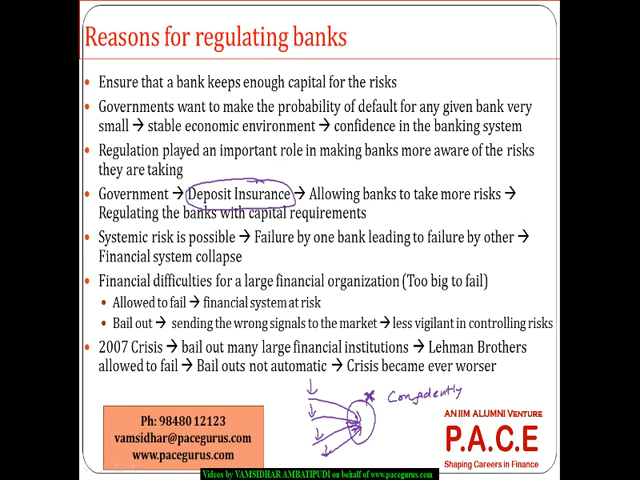 Reasons for regulating banks
• Ensure that a bank keeps enough capital for the risks
• Governments want to make the probability of default for any given bank very
small → stable economic environment → confidence in the banking system
• Regulation played an important role in making banks more aware of the risks
they are taking
• Government → Deposit Insurance → Allowing banks to take more risks →
Regulating the banks with capital requirements
• Systemic risk is possible → Failure by one bank leading to failure by other →
Financial system collapse
• Financial difficulties for a large financial organization (Too big to fail)
• Allowed to fail → financial system at risk
• Bail out → sending the wrong signals to the market → less vigilant in controlling risks
• 2007 Crisis → bail out many large financial institutions → Lehman Brothers
allowed to fail → Bail outs not automatic → Crisis became ever worser
Confidently
Ph: 98480 12123
vamsidhar@pacegurus.com
www.pacegurus.com
AN IIM ALUMNI VENTURE
P.A.C.E
Shaping Careers in Finance
Videos by VAMSIDHAR AMBATIPUDI on behalf of www.pacegurus.com